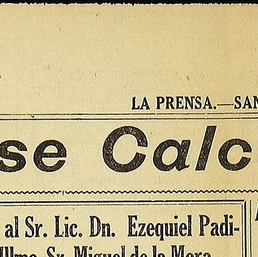 LA PRENSA.—SAN
se Calc
al Sr. Lic. Dn. Ezequiel Padi-
Illmo. Sr. Miguel de la Mora